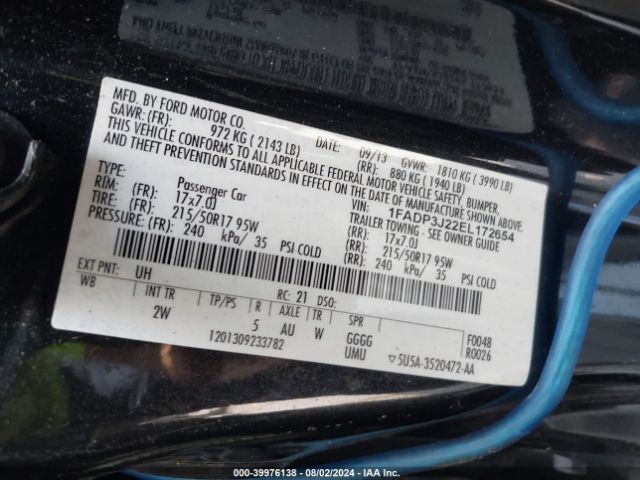 MFD. BY FORD MOTOR CO.
DATE: 09/13 GVWR: 1810 KG ( 3990 LB)
GAWR: (FR): 972 KG ( 2143 LB) (RR): 880 KG ( 1940 LB)
THIS VEHICLE CONFORMS TO ALL APPLICABLE FEDERAL MOTOR VEHICLE SAFETY, BUMPER,
AND THEFT PREVENTION STANDARDS IN EFFECT ON THE DATE OF MANUFACTURE SHOWN ABOVE.
VIN: 1FADP3J22EL172654
TYPE: Passenger Car TRAILER TOWING - SEE OWNER GUIDE
RIM: (FR): 17x7.0J (RR): 17x7.0J
TIRE: (FR): 215/50R17 95W (RR): 215/50R17 95W
PRESSURE: (FR): 240 kPa/ 35 PSI COLD (RR): 240 kPa/ 35 PSI COLD
EXT PNT: UH RC: 21 DSO:
WB INT TR TP/PS R AXLE TR SPR F0048
2W 5 AU W GGGG R0026
1201309233782 UMU 5U5A-3520472-AA
000-39976138 - 08/02/2024 - IAA Inc.